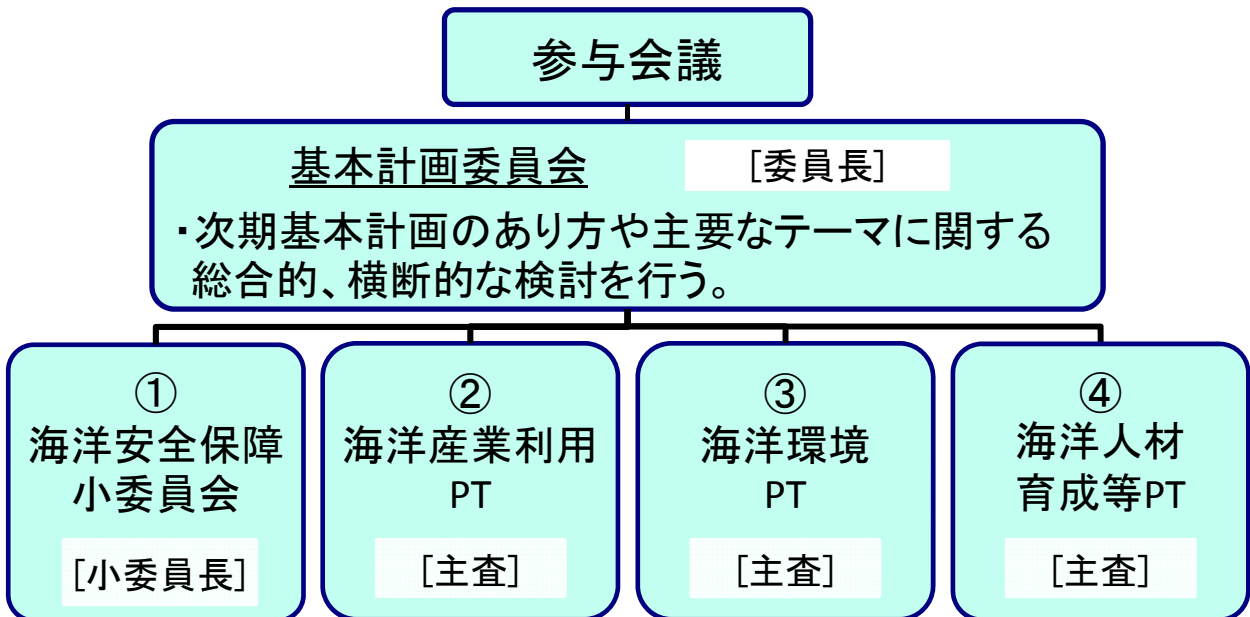 参与会議
基本計画委員会 [委員長]
・次期基本計画のあり方や主要なテーマに関する
総合的、横断的な検討を行う。
①
海洋安全保障
小委員会
[小委員長]
②
海洋産業利用
PT
[主査]
③
海洋環境
PT
[主査]
④
海洋人材
育成等PT
[主査]